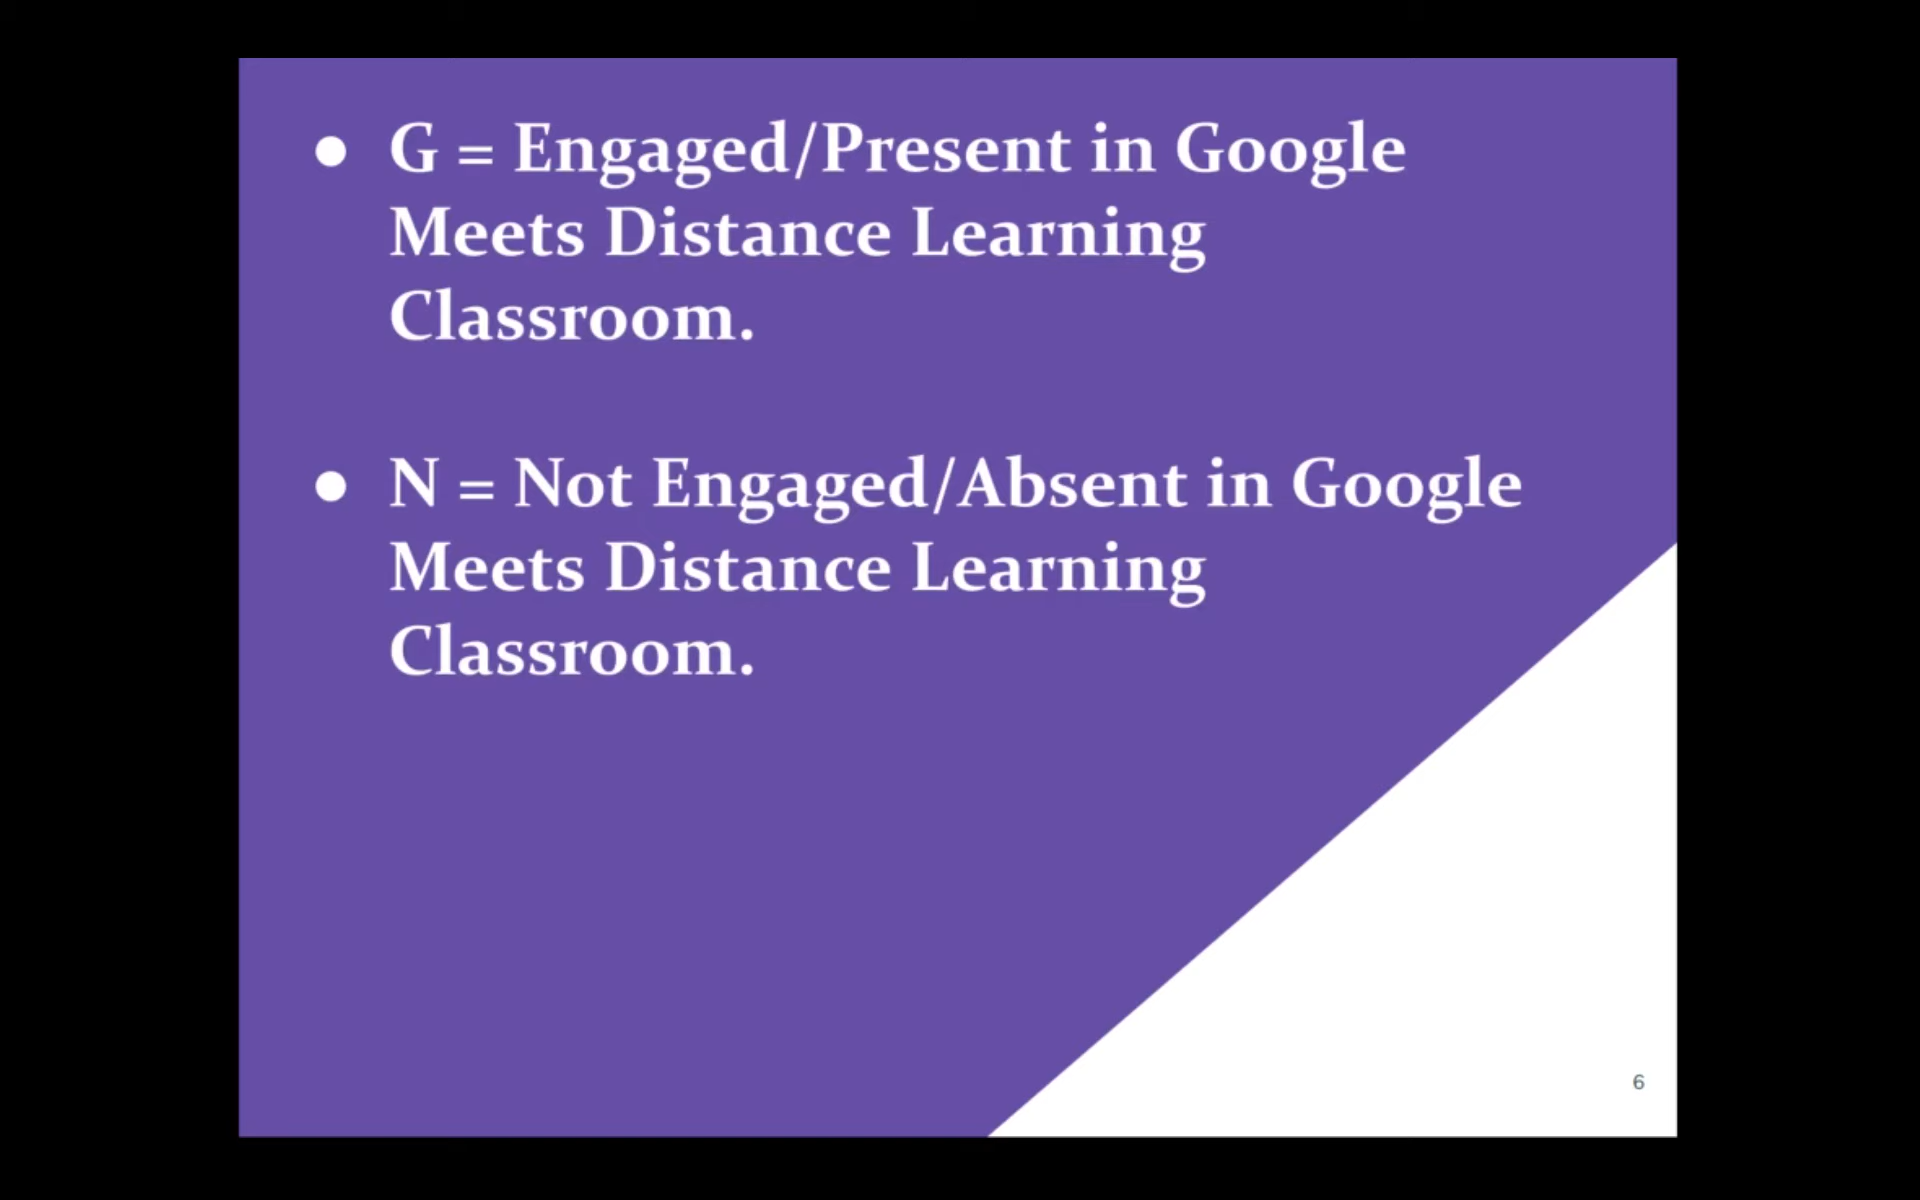 ● G = Engaged/Present in Google
Meets Distance Learning
Classroom.
● N = Not Engaged/Absent in Google
Meets Distance Learning
Classroom.
6